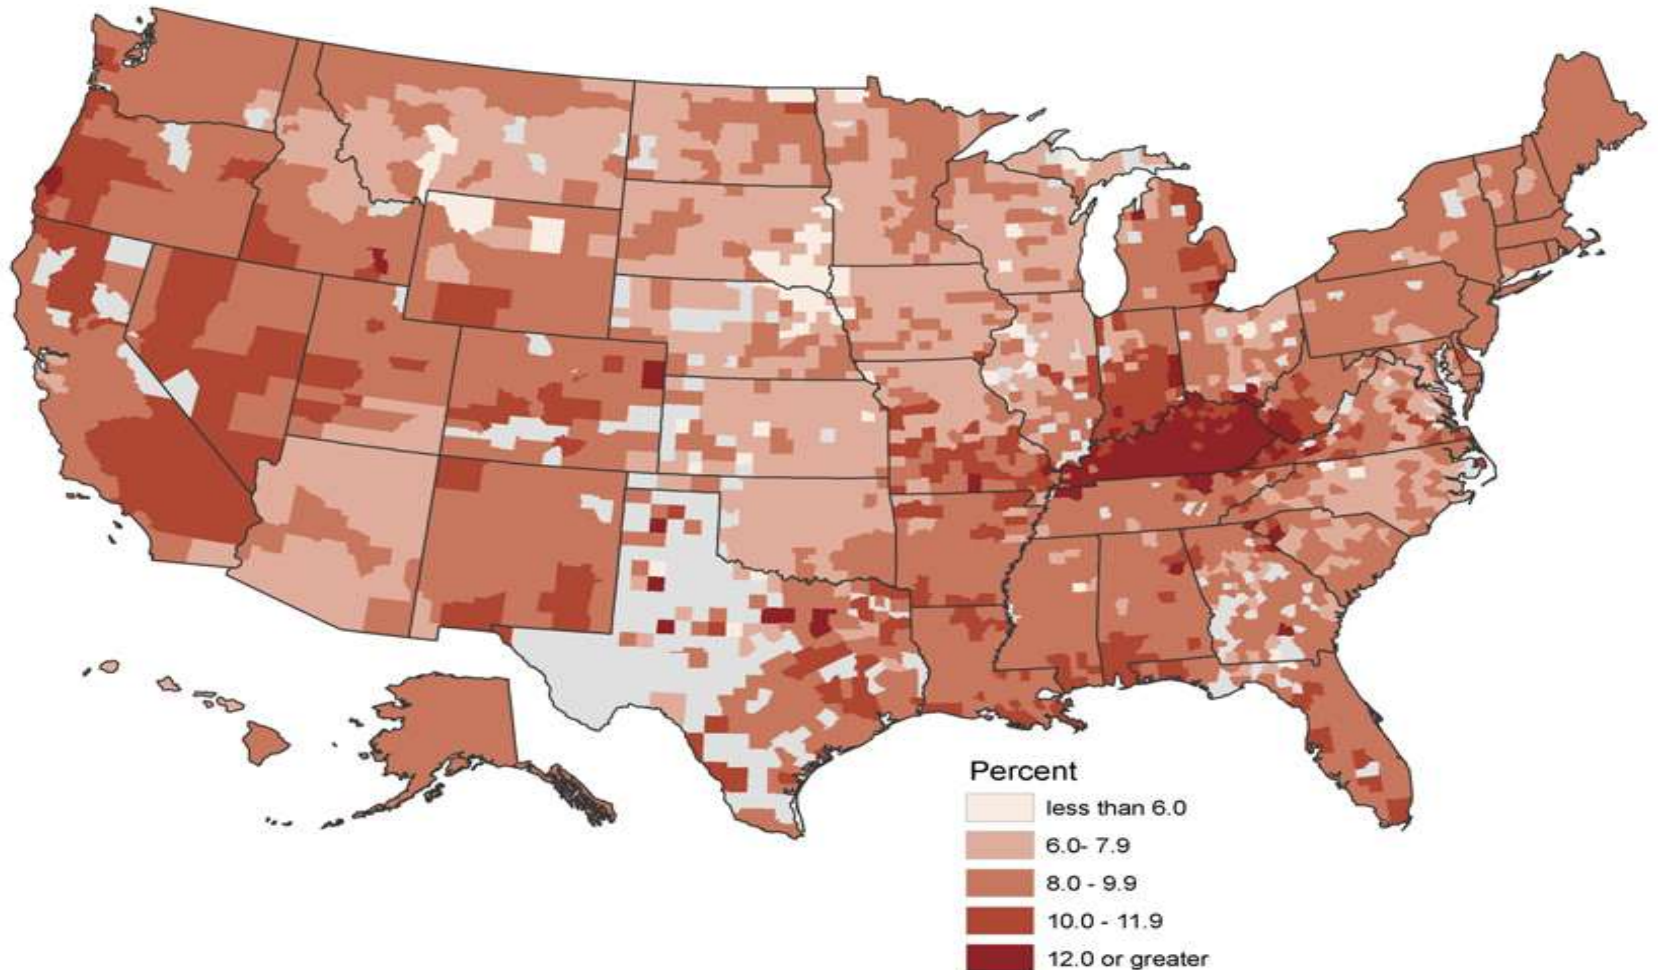 Percent
less than 6.0
6.0- 7.9
8.0 - 9.9
10.0 - 11.9
12.0 or greater